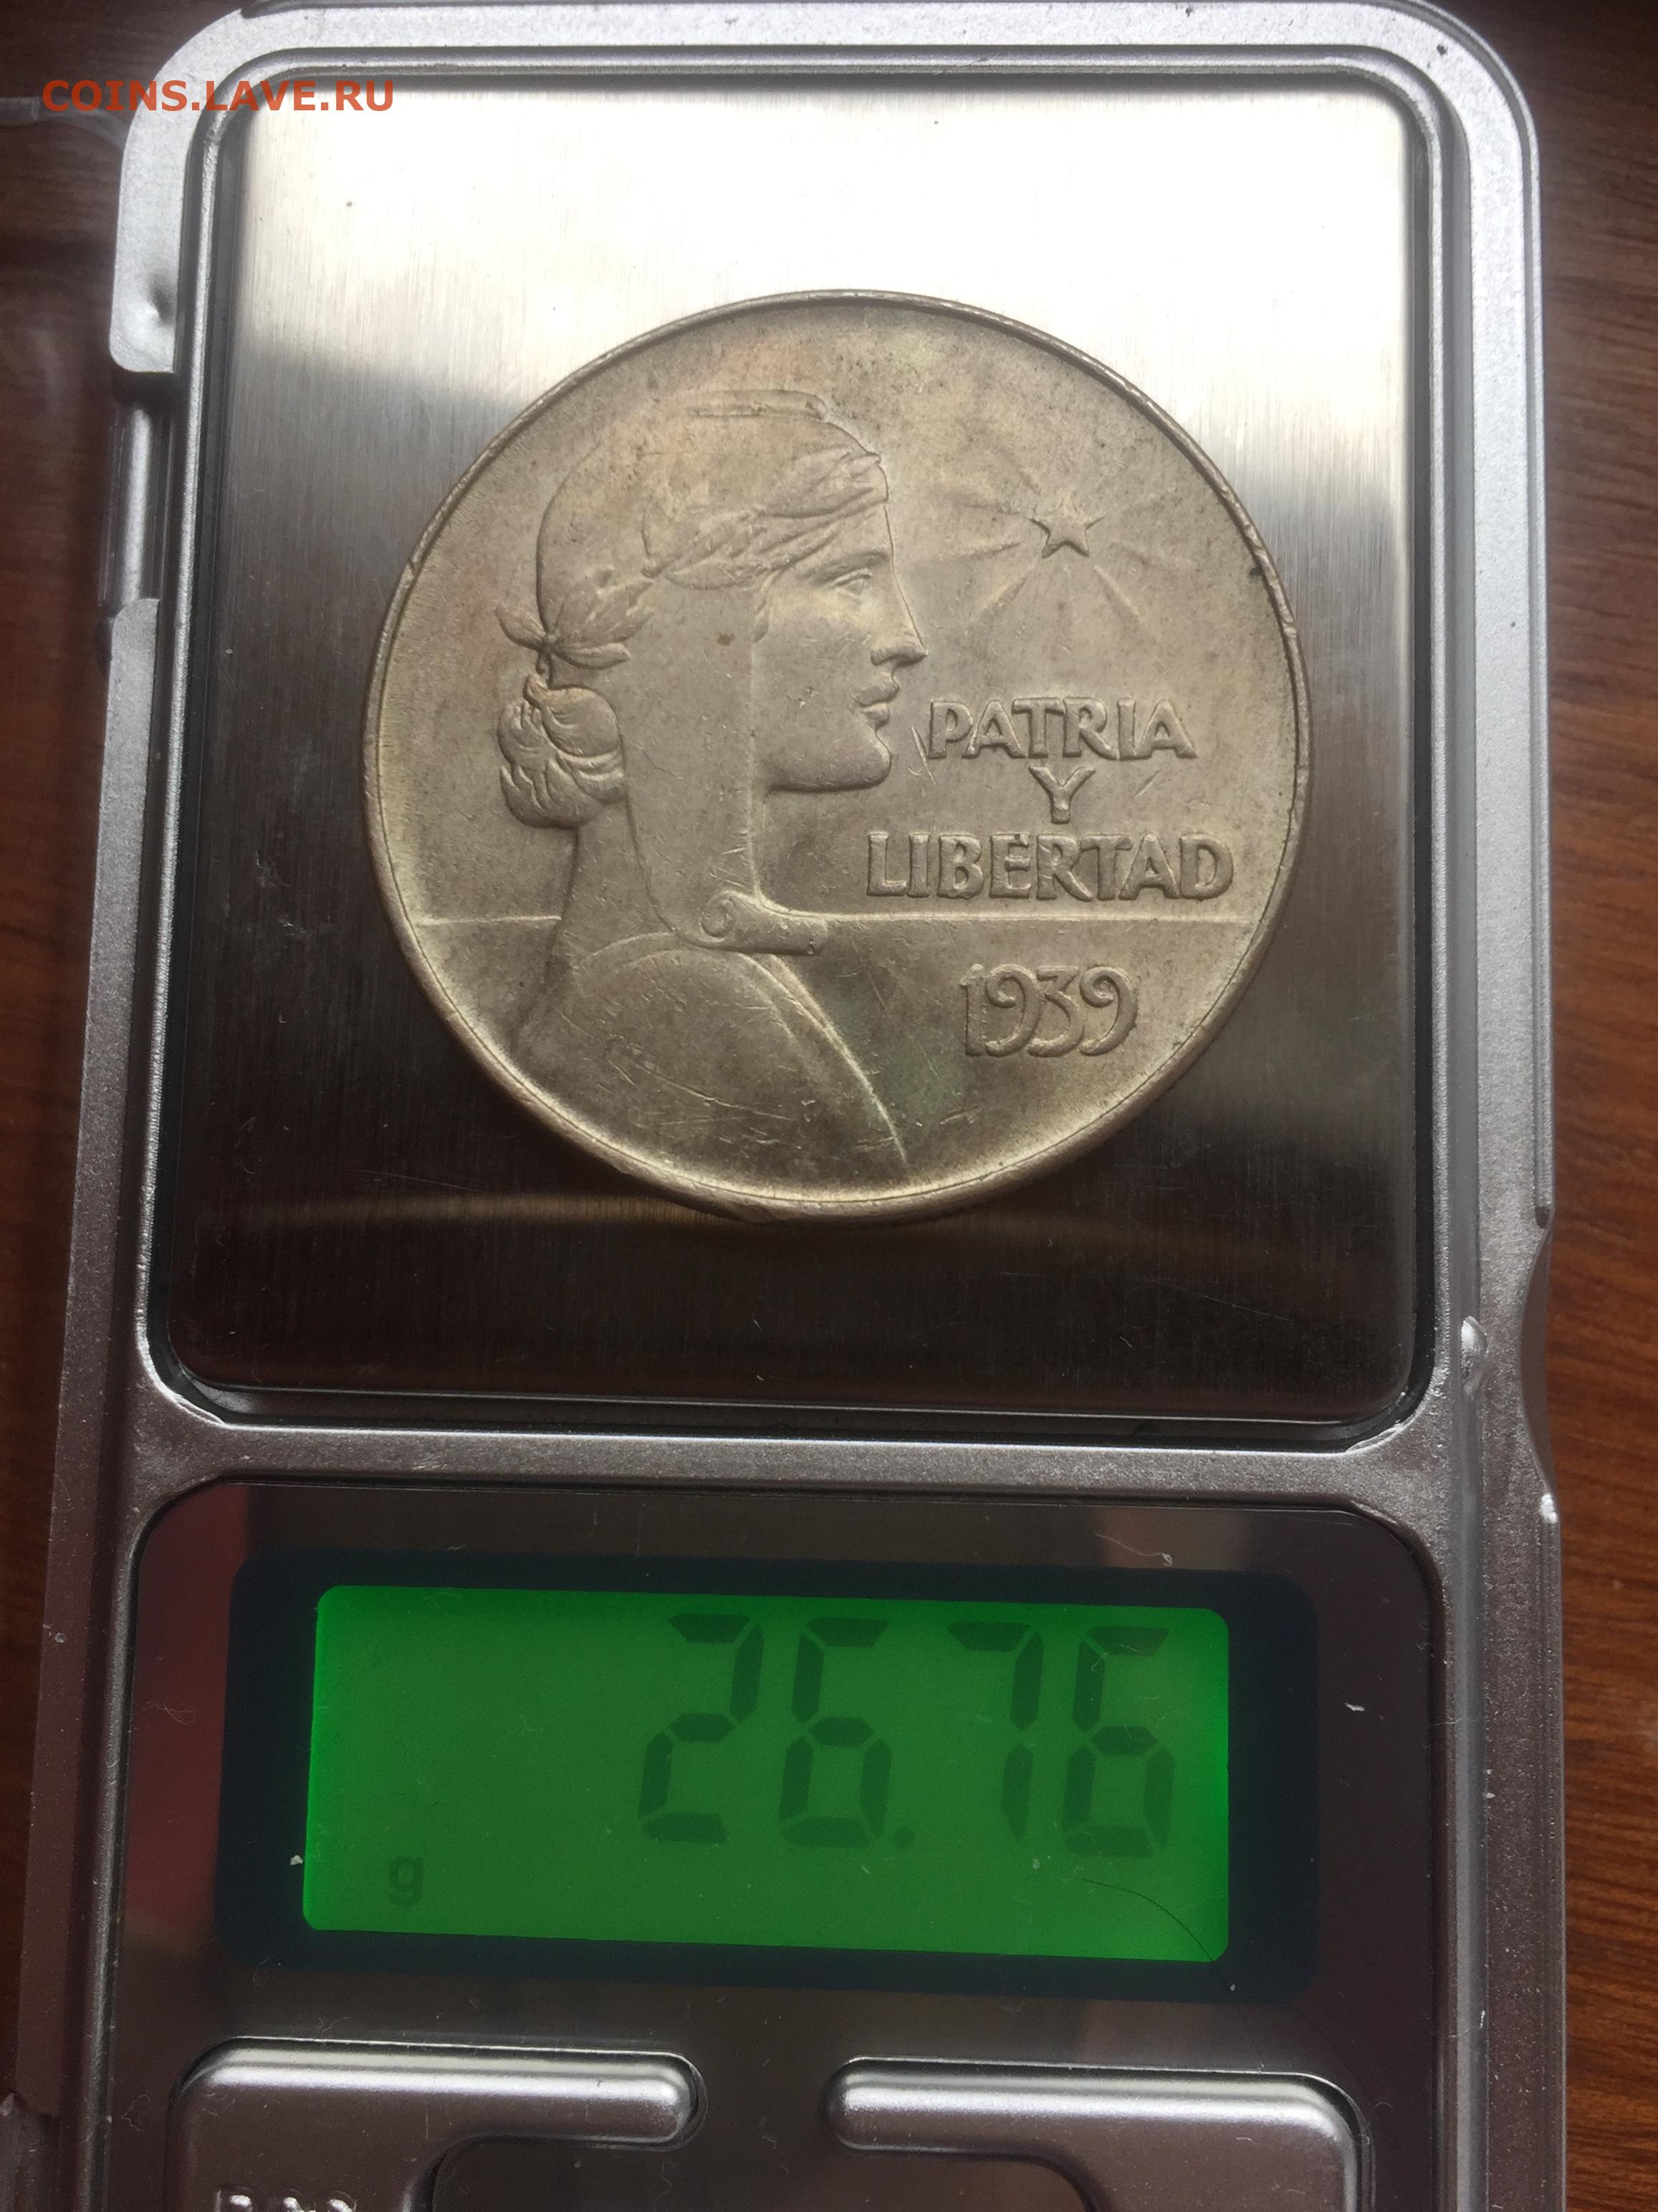 COINS.LAVE.RU
PATRIA
Y
LIBERTAD
1939
26.76
g